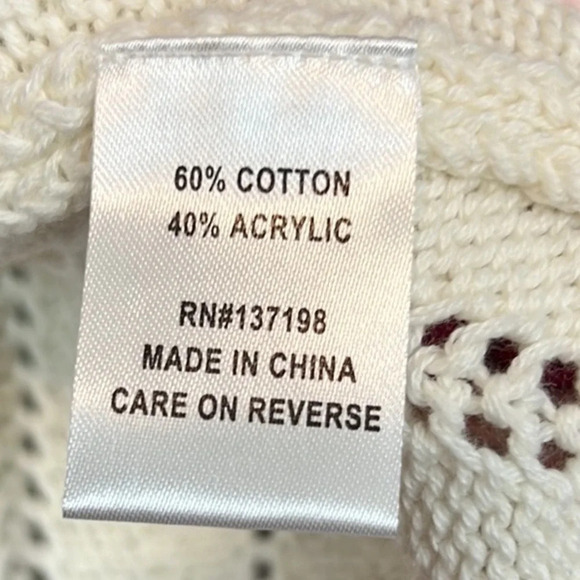 60% COTTON
40% ACRYLIC
RN#137198
MADE IN CHINA
CARE ON REVERSE